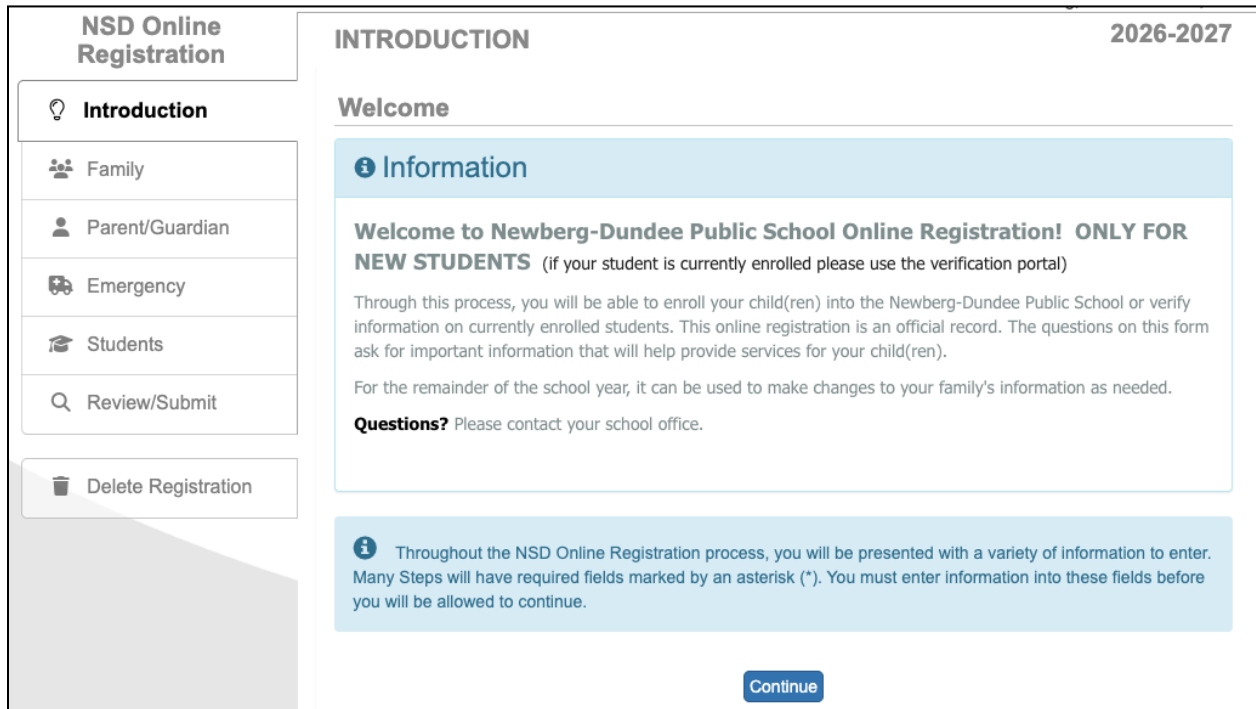 NSD Online
Registration
Introduction
Family
Parent/Guardian
Emergency
Students
Review/Submit
Delete Registration
INTRODUCTION
2026-2027
Welcome
Information
Welcome to Newberg-Dundee Public School Online Registration! ONLY FOR
NEW STUDENTS (if your student is currently enrolled please use the verification portal)
Through this process, you will be able to enroll your child(ren) into the Newberg-Dundee Public School or verify
information on currently enrolled students. This online registration is an official record. The questions on this form
ask for important information that will help provide services for your child(ren).
For the remainder of the school year, it can be used to make changes to your family's information as needed.
Questions? Please contact your school office.
Throughout the NSD Online Registration process, you will be presented with a variety of information to enter.
Many Steps will have required fields marked by an asterisk (*). You must enter information into these fields before
you will be allowed to continue.
Continue